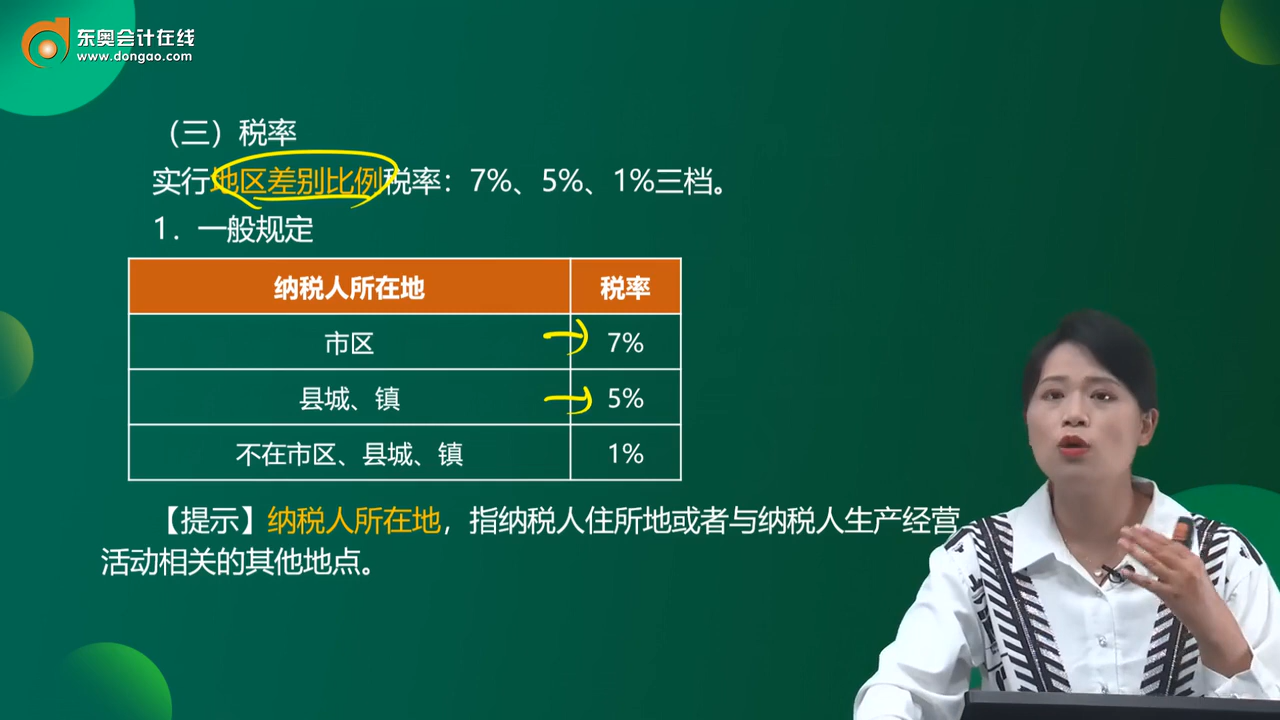 东奥会计在线
www.dongao.com
（三）税率
实行地区差别比例税率：7%、5%、1%三档。
1．一般规定
纳税人所在地 税率
市区 7%
县城、镇 5%
不在市区、县城、镇 1%
【提示】纳税人所在地，指纳税人住所地或者与纳税人生产经营
活动相关的其他地点。